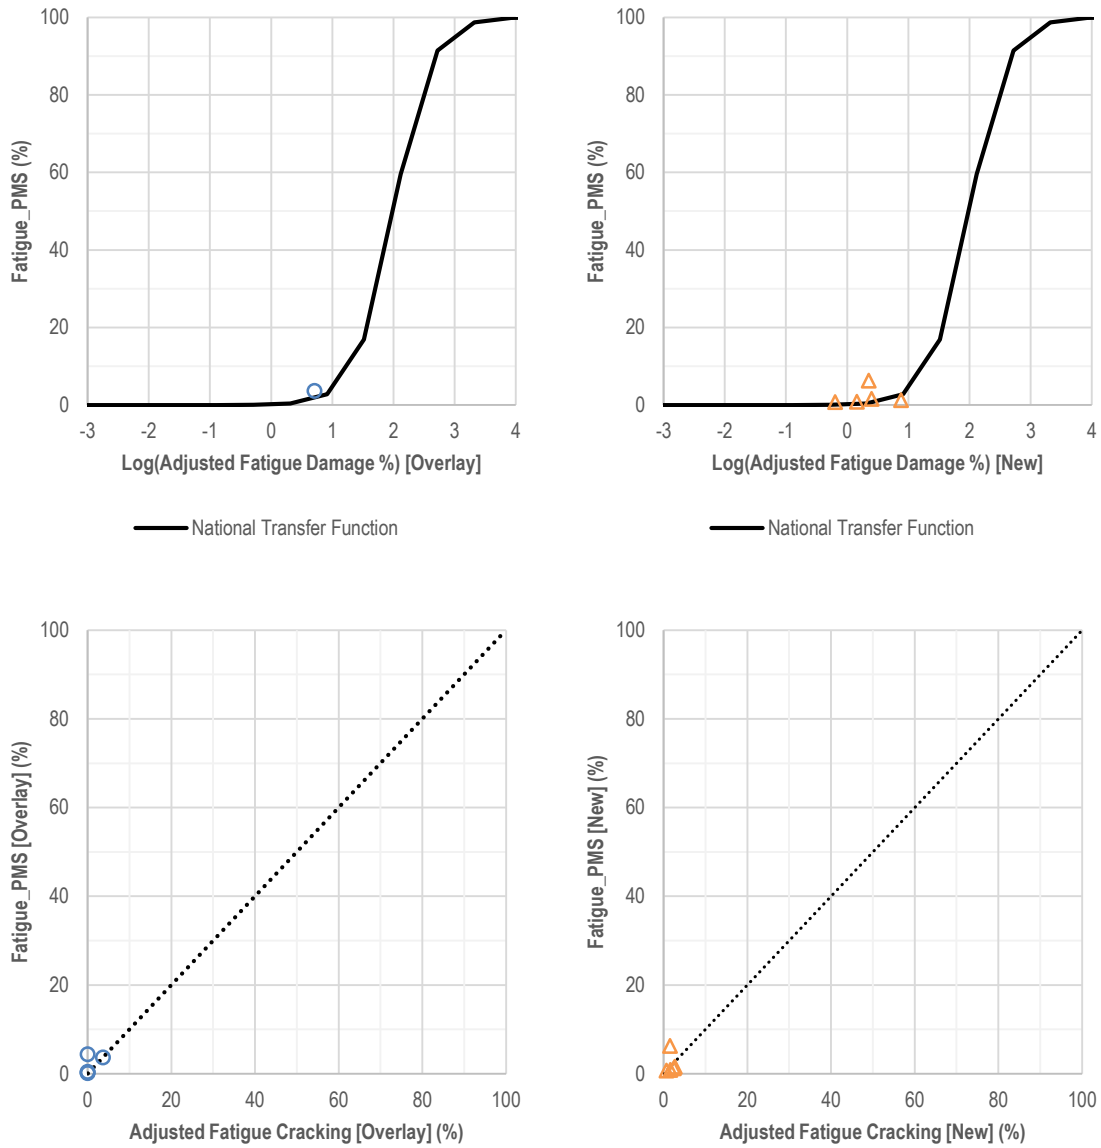 100
80
60
40
20
0
Fatigue_PMS (%)
-3 -2 -1 0 1 2 3 4
Log(Adjusted Fatigue Damage %) [Overlay]
National Transfer Function
100
80
60
40
20
0
Fatigue_PMS (%)
-3 -2 -1 0 1 2 3 4
Log(Adjusted Fatigue Damage %) [New]
National Transfer Function
100
80
60
40
20
0
Fatigue_PMS [Overlay] (%)
0 20 40 60 80 100
Adjusted Fatigue Cracking [Overlay] (%)
100
80
60
40
20
0
Fatigue_PMS [New] (%)
0 20 40 60 80 100
Adjusted Fatigue Cracking [New] (%)